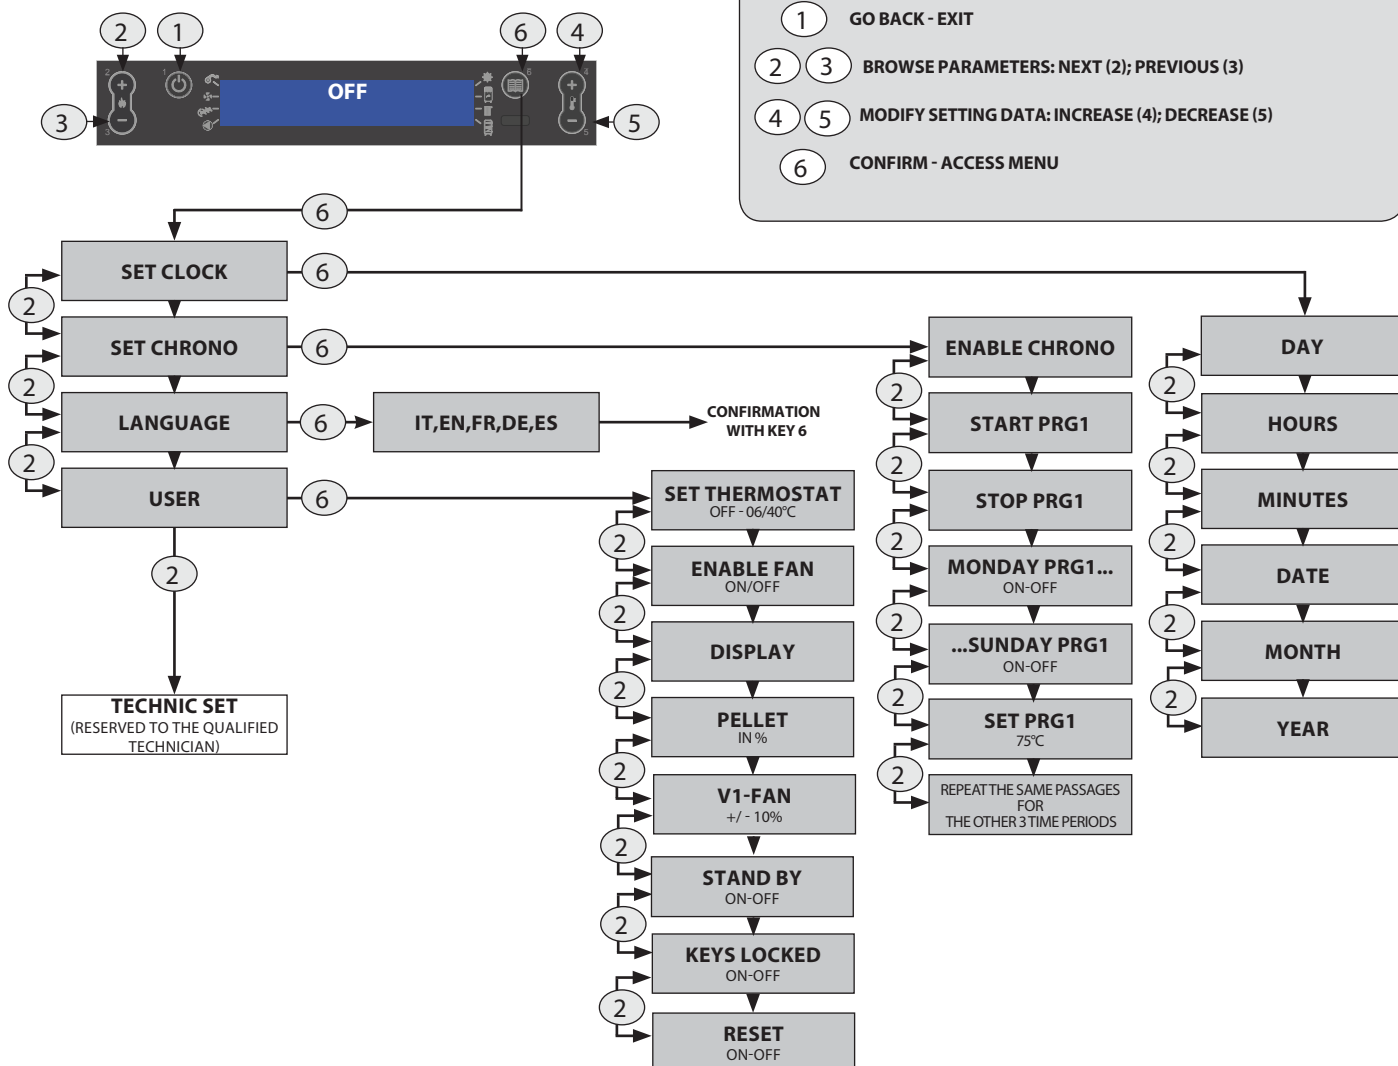 2
1
6
4
3
5
2
1
6
4
3
5
OFF
1 GO BACK - EXIT
2 3 BROWSE PARAMETERS: NEXT (2); PREVIOUS (3)
4 5 MODIFY SETTING DATA: INCREASE (4); DECREASE (5)
6 CONFIRM - ACCESS MENU
6
SET CLOCK
6
2
SET CHRONO
6
2
LANGUAGE
6
IT,EN,FR,DE,ES
CONFIRMATION
WITH KEY 6
2
USER
6
2
TECHNIC SET
(RESERVED TO THE QUALIFIED
TECHNICIAN)
SET THERMOSTAT
OFF - 06/40°C
2
ENABLE FAN
ON/OFF
2
DISPLAY
2
PELLET
IN %
2
V1-FAN
+/ - 10%
2
STAND BY
ON-OFF
2
KEYS LOCKED
ON-OFF
2
RESET
ON-OFF
ENABLE CHRONO
2
START PRG1
2
STOP PRG1
2
MONDAY PRG1...
ON-OFF
2
...SUNDAY PRG1
ON-OFF
2
SET PRG1
75°C
2
REPEAT THE SAME PASSAGES
FOR
THE OTHER 3 TIME PERIODS
DAY
2
HOURS
2
MINUTES
2
DATE
2
MONTH
2
YEAR